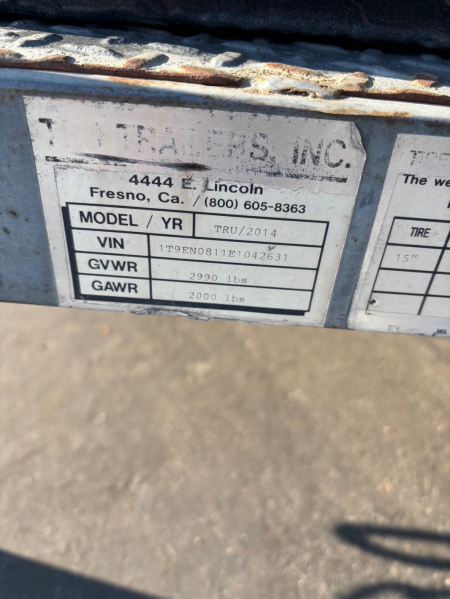 TRAILERS, INC.
4444 E. Lincoln
Fresno, Ca. / (800) 605-8363
MODEL / YR TRU/2014
VIN 1T9EN0811E1042631
GVWR 2990 lbs
GAWR 2000 lbs
The we
TIRE
15"